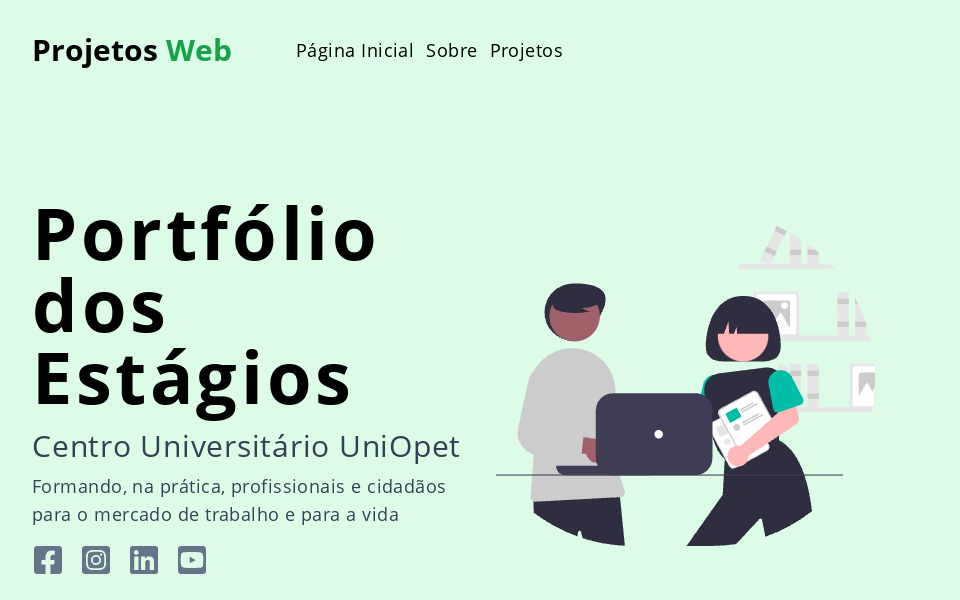 Projetos Web
Página Inicial Sobre Projetos
Portfólio
dos
Estágios
Centro Universitário UniOpet
Formando, na prática, profissionais e cidadãos
para o mercado de trabalho e para a vida